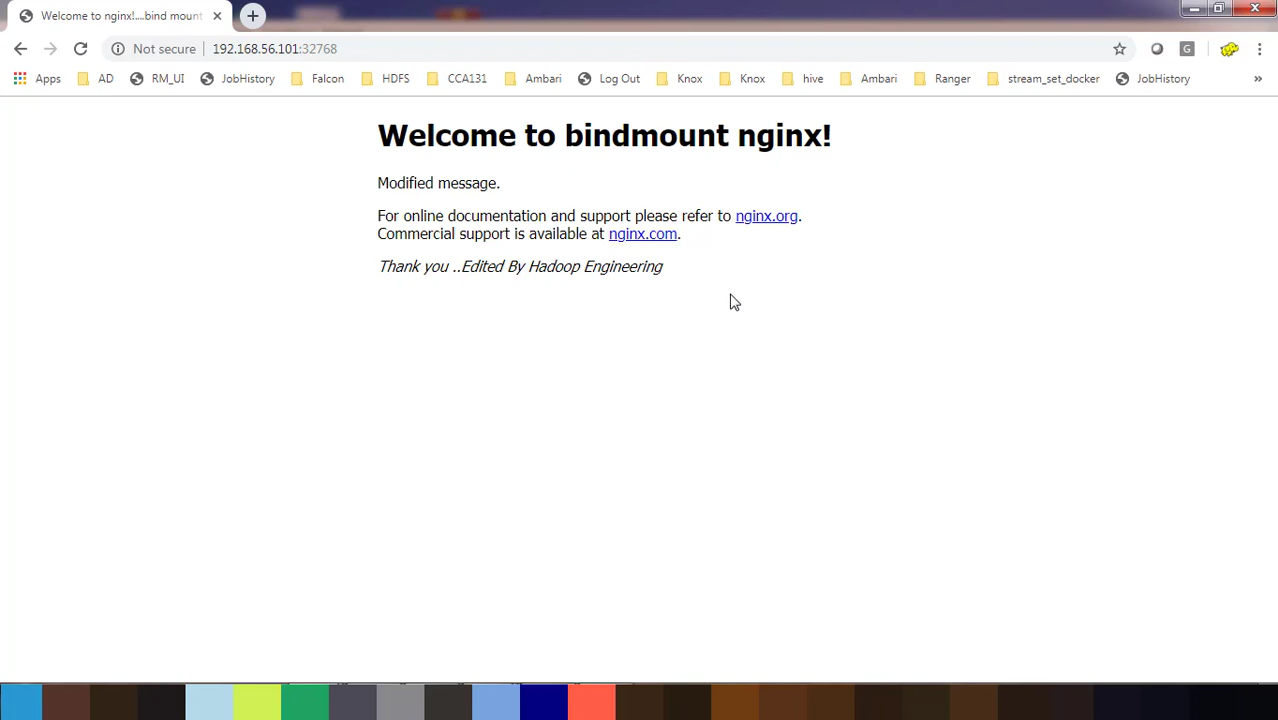 Welcome to nginx!....bind mount
Not secure 192.168.56.101:32768
G
Apps AD RM_UI JobHistory Falcon HDFS CCA131 Ambari Log Out Knox Knox hive Ambari Ranger stream_set_docker JobHistory »
Welcome to bindmount nginx!
Modified message.
For online documentation and support please refer to nginx.org.
Commercial support is available at nginx.com.
Thank you ..Edited By Hadoop Engineering